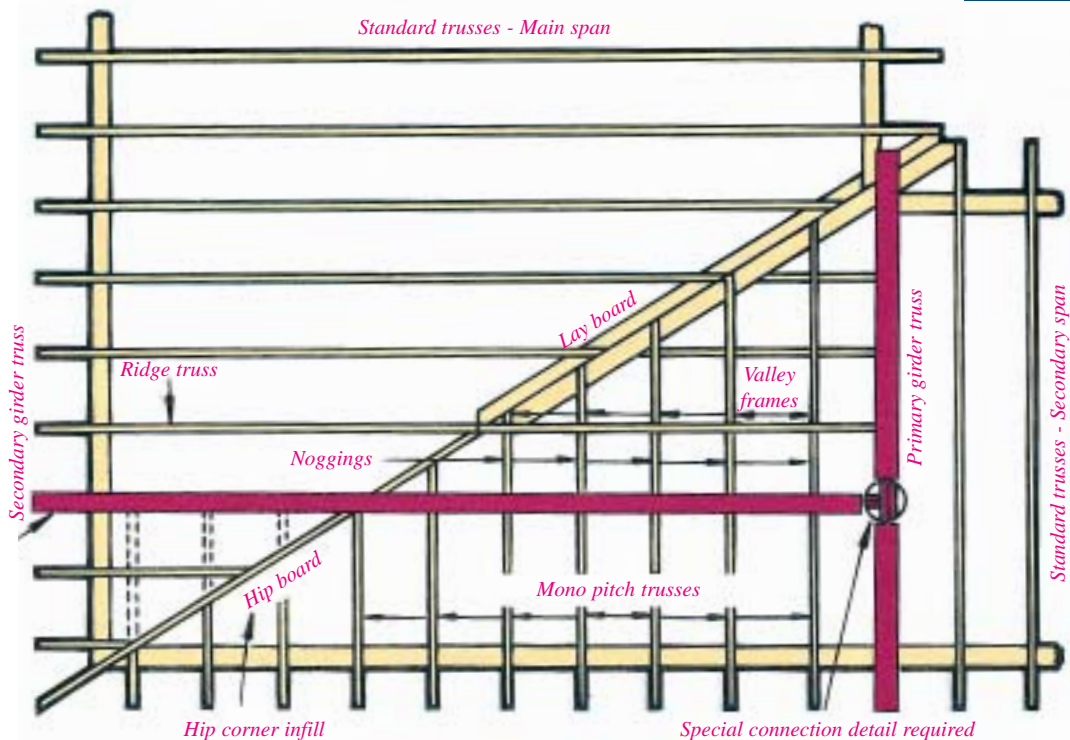 Standard trusses - Main span
Secondary girder truss
Ridge truss
Lay board
Valley
frames
Primary girder truss
Standard trusses - Secondary span
Noggings
Hip board
Mono pitch trusses
Hip corner infill
Special connection detail required